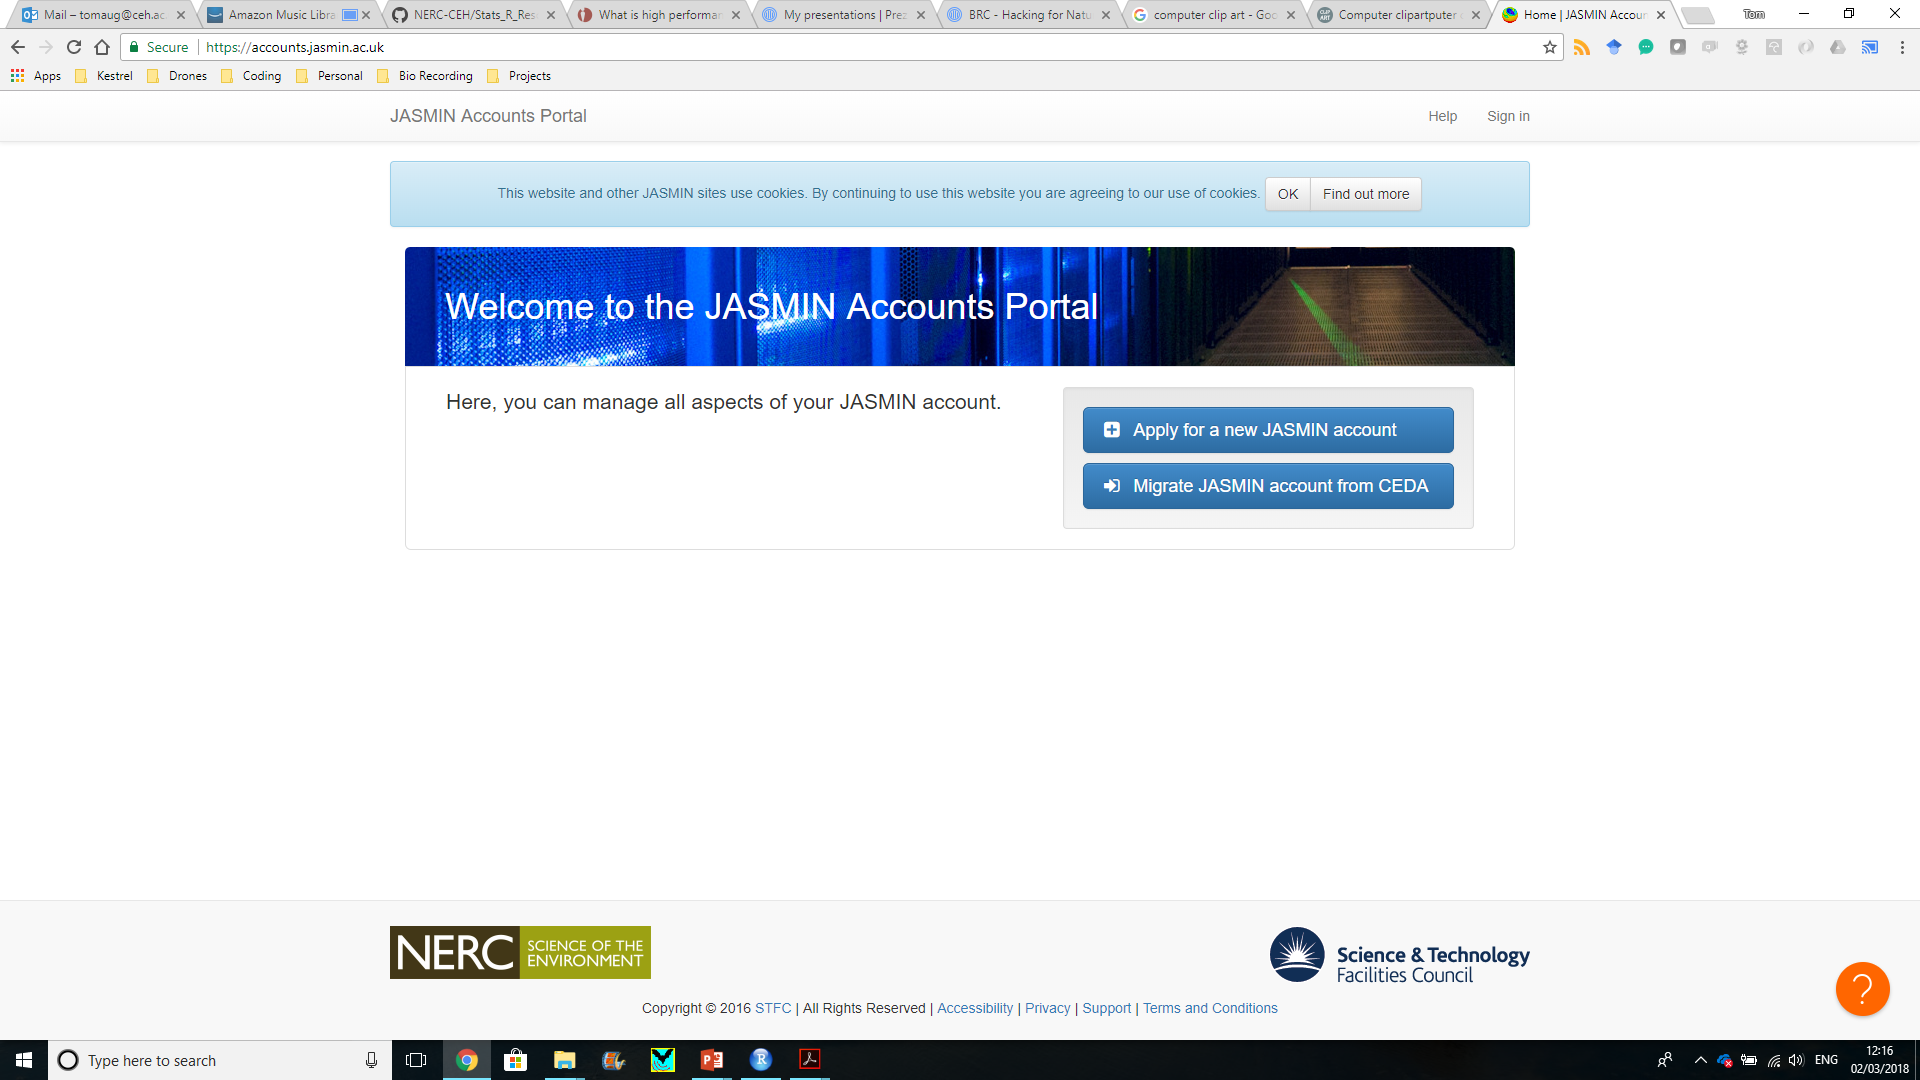 Mail – tomaug@ceh.ac
Amazon Music Libra
NERC-CEH/Stats_R_Res
What is high performan
My presentations | Prez
BRC - Hacking for Natu
computer clip art - Goo
Computer clipartputer
Home | JASMIN Accoun
Tom
Secure
https://accounts.jasmin.ac.uk
Apps
Kestrel
Drones
Coding
Personal
Bio Recording
Projects
JASMIN Accounts Portal
Help
Sign in
This website and other JASMIN sites use cookies. By continuing to use this website you are agreeing to our use of cookies.
OK
Find out more
Welcome to the JASMIN Accounts Portal
Here, you can manage all aspects of your JASMIN account.
Apply for a new JASMIN account
Migrate JASMIN account from CEDA
NERC
SCIENCE OF THE
ENVIRONMENT
Science & Technology
Facilities Council
?
Copyright © 2016 STFC | All Rights Reserved | Accessibility | Privacy | Support | Terms and Conditions
Type here to search
ENG
12:16
02/03/2018